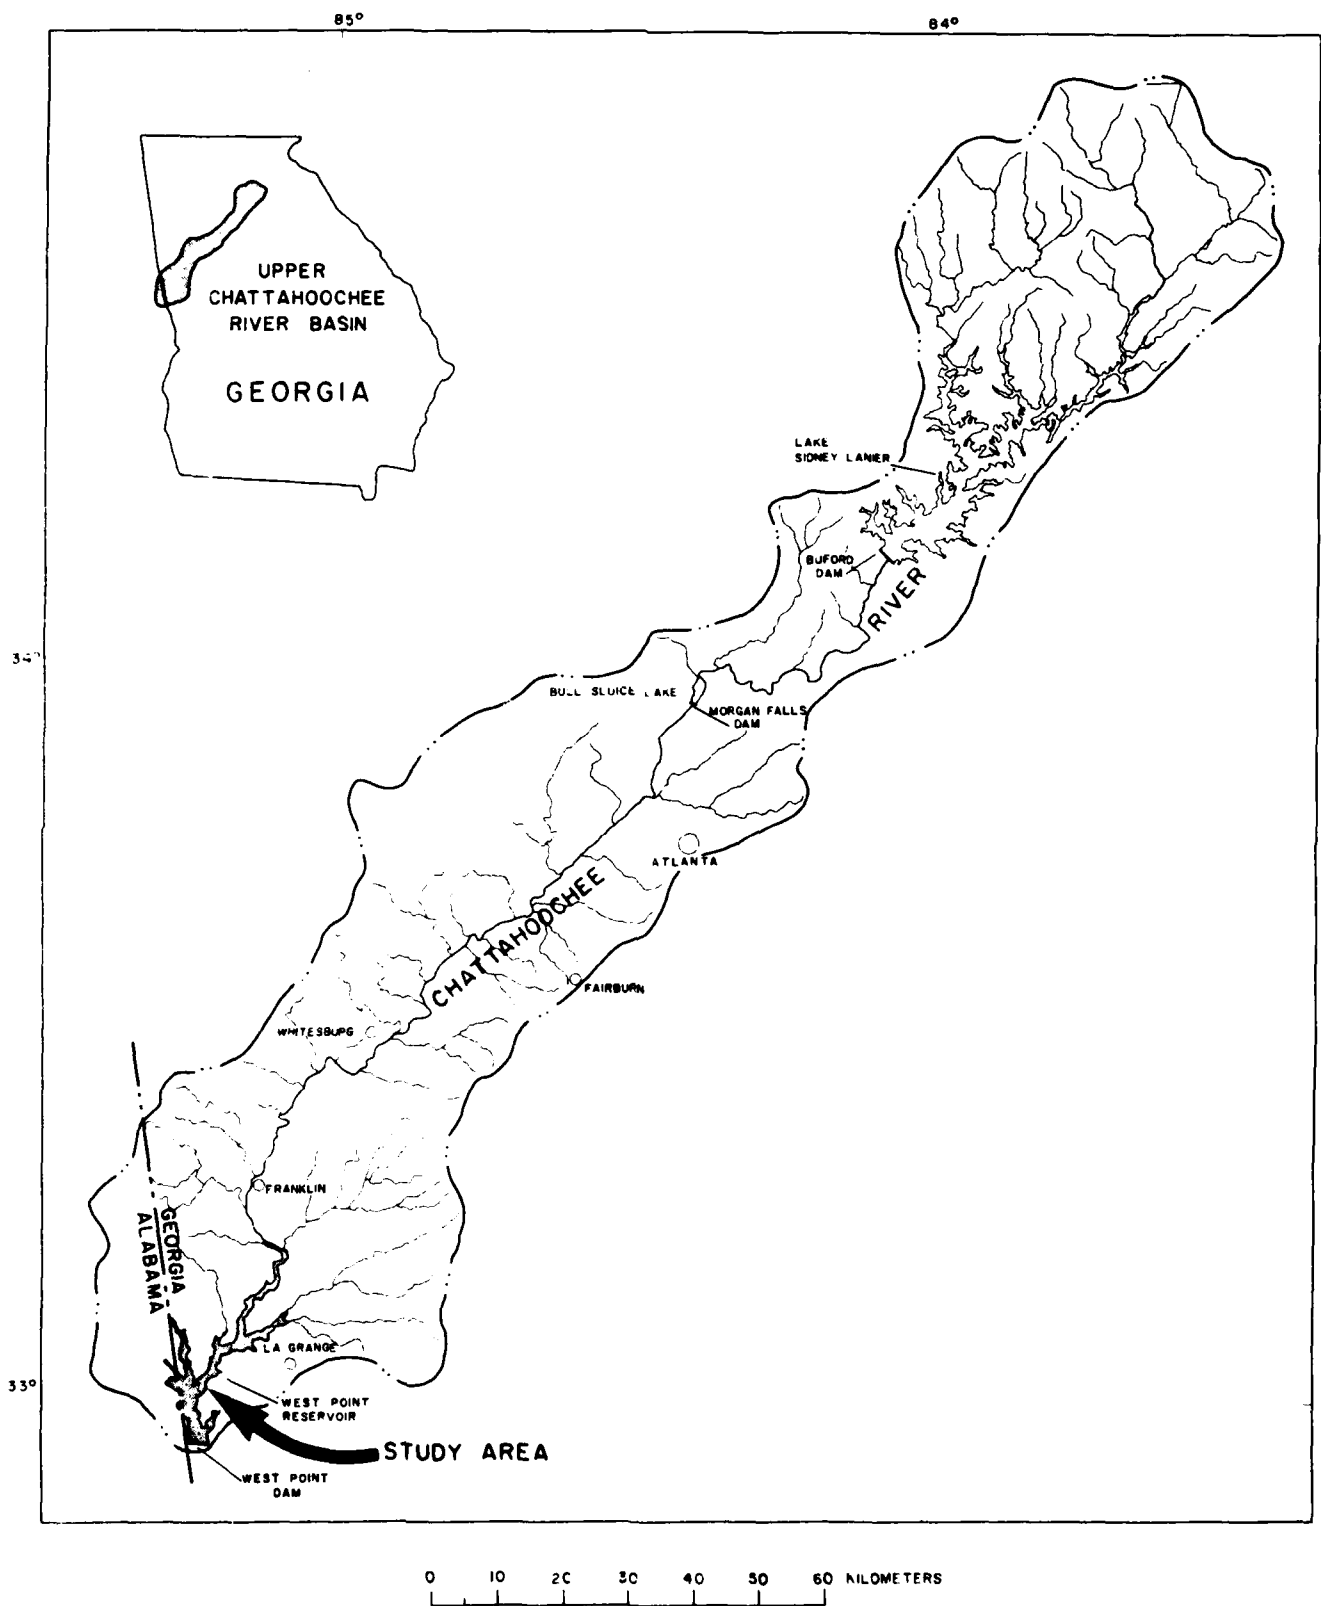 85° 84°
UPPER
CHATTAHOOCHEE
RIVER BASIN
GEORGIA
LAKE
SIDNEY LANIER
BUFORD
DAM
RIVER
34°
BULL SLUICE LAKE
MORGAN FALLS
DAM
ATLANTA
CHATTAHOOCHEE
FAIRBURN
WHITESBURG
FRANKLIN
GEORGIA
ALABAMA
LA GRANGE
33°
WEST POINT
RESERVOIR
STUDY AREA
WEST POINT
DAM
0 10 20 30 40 50 60 KILOMETERS